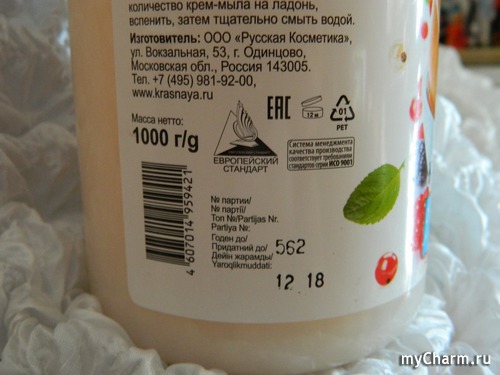 количество крем-мыла на ладонь,
вспенить, затем тщательно смыть водой.
Изготовитель: ООО «Русская Косметика»,
ул. Вокзальная, 53, г. Одинцово,
Московская обл., Россия 143005.
Тел. +7 (495) 981-92-00,
www.krasnaya.ru
Масса нетто:
1000 г/g
ЕАС
12 м
01
PET
ЕВРОПЕЙСКИЙ
СТАНДАРТ
Система менеджмента
качества производства
соответствует требованиям
стандартов серии ИСО 9001
4 607014 959421
№ партии/
№ партії/
Топ №/Partijas Nr.
Partiya №:
562
Годен до/
Придатний до/
Дейін жарамды/
Yaroqlikmuddati:
12 18
myCharm.ru